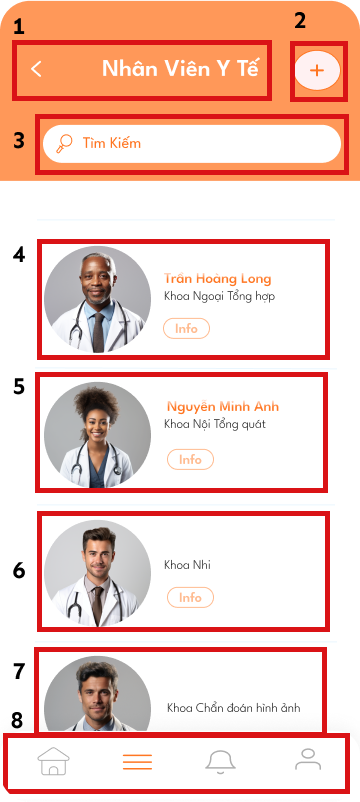 1
2
Nhân Viên Y Tế
3
Tìm Kiếm
4
Trần Hoàng Long
Khoa Ngoại Tổng hợp
Info
5
Nguyễn Minh Anh
Khoa Nội Tổng quát
Info
6
Khoa Nhi
Info
7
Khoa Chẩn đoán hình ảnh
8